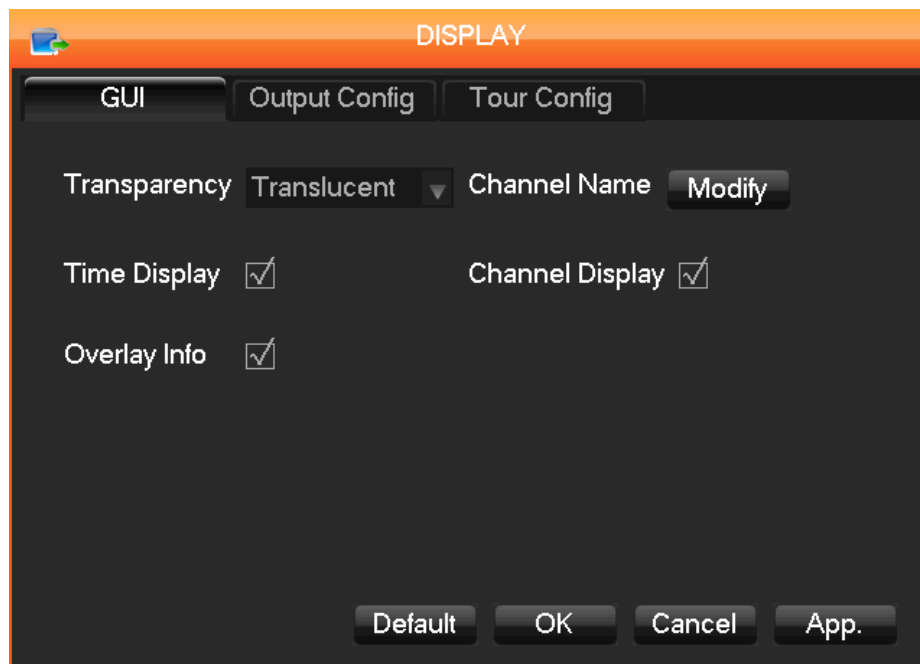 DISPLAY
GUI Output Config Tour Config
Transparency Translucent Channel Name Modify
Time Display Channel Display
Overlay Info
Default OK Cancel App.